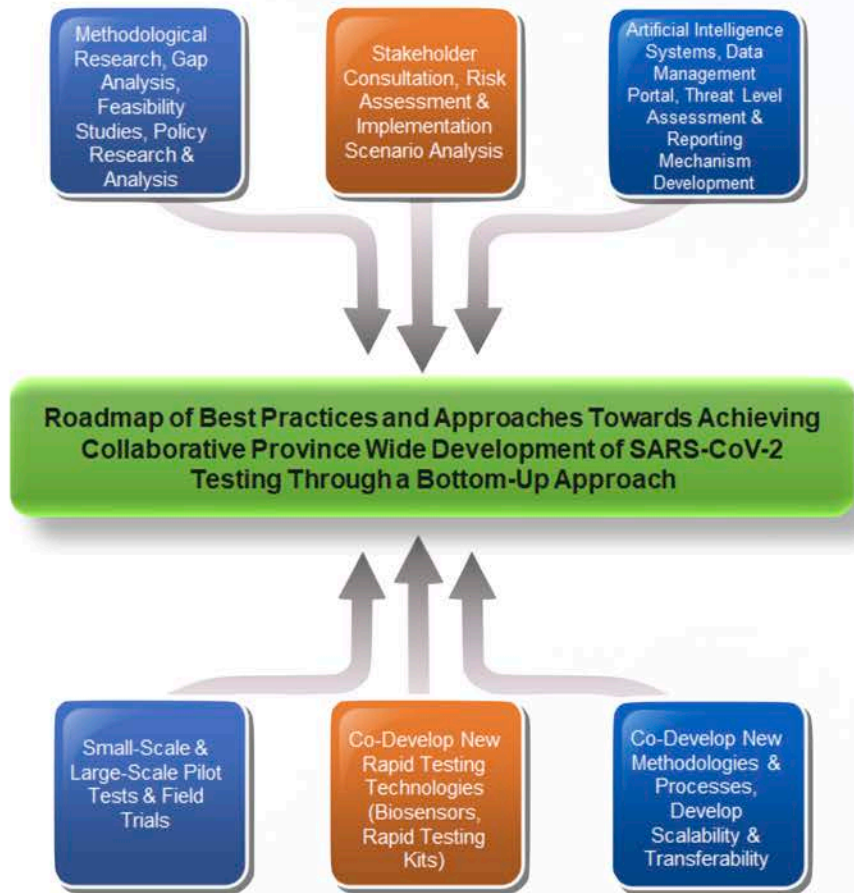 Methodological
Research, Gap
Analysis,
Feasibility
Studies, Policy
Research &
Analysis
Stakeholder
Consultation, Risk
Assessment &
Implementation
Scenario Analysis
Artificial Intelligence
Systems, Data
Management
Portal, Threat Level
Assessment &
Reporting
Mechanism
Development
Roadmap of Best Practices and Approaches Towards Achieving
Collaborative Province Wide Development of SARS-CoV-2
Testing Through a Bottom-Up Approach
Small-Scale &
Large-Scale Pilot
Tests & Field
Trials
Co-Develop New
Rapid Testing
Technologies
(Biosensors,
Rapid Testing
Kits)
Co-Develop New
Methodologies &
Processes,
Develop
Scalability &
Transferability